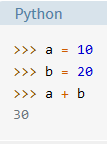 Python
>>> a = 10
>>> b = 20
>>> a + b
30